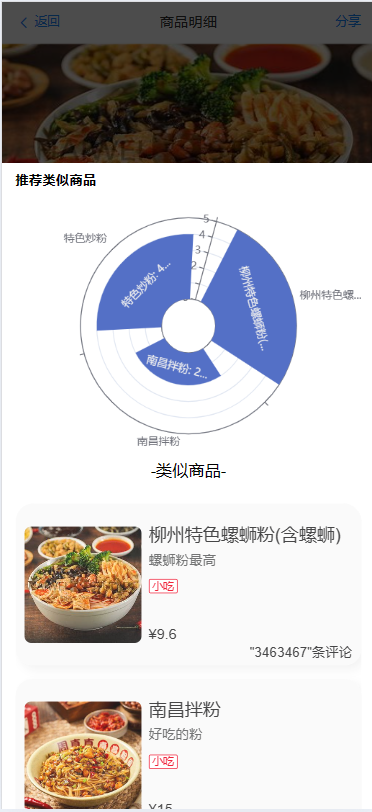 返回
商品明细
分享
推荐类似商品
5
4
3
2
特色炒粉
特色炒粉: 4...
柳州特色螺蛳粉(...
柳州特色螺...
南昌拌粉: 2...
南昌拌粉
-类似商品-
柳州特色螺蛳粉(含螺蛳)
螺蛳粉最高
小吃
¥9.6
"3463467"条评论
南昌拌粉
好吃的粉
小吃
¥15